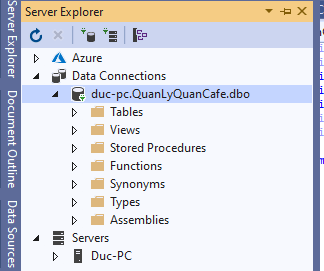 Server Explorer
Azure
Data Connections
duc-pc.QuanLyQuanCafe.dbo
Tables
Views
Stored Procedures
Functions
Synonyms
Types
Assemblies
Servers
Duc-PC
Server Explorer
Document Outline
Data Sources